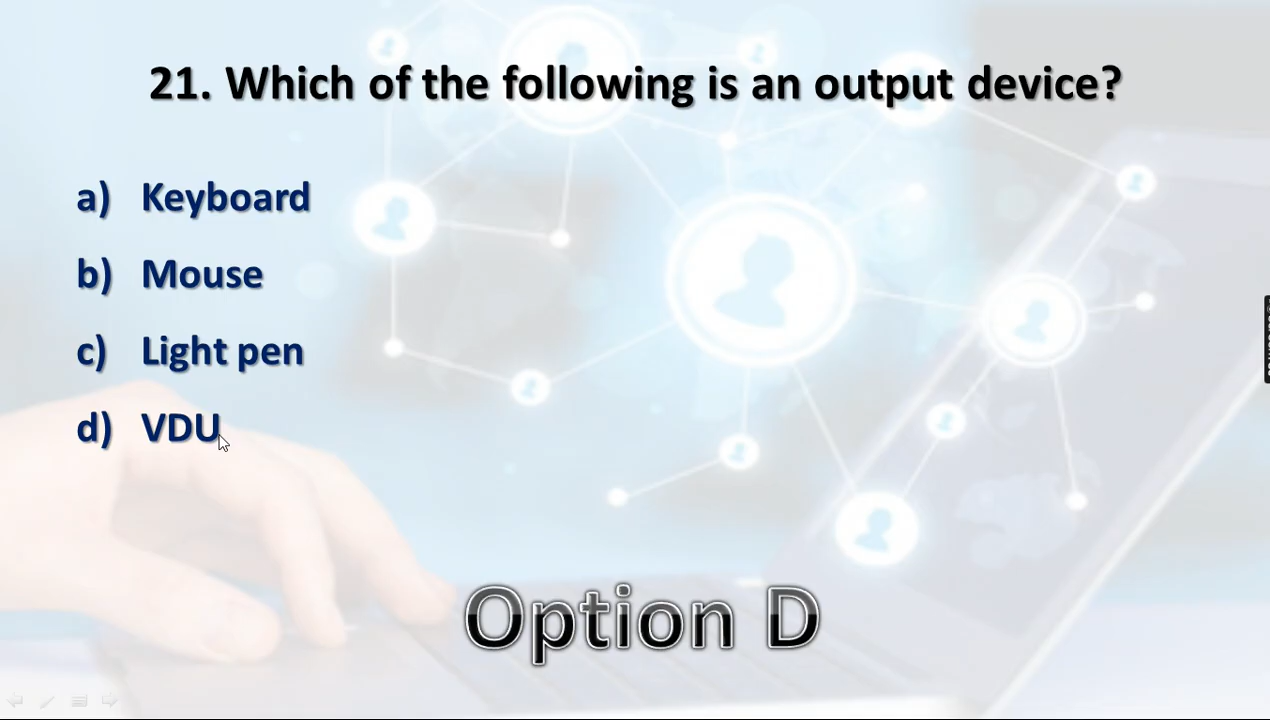 21. Which of the following is an output device?
a) Keyboard
b) Mouse
c) Light pen
d) VDU
Option D